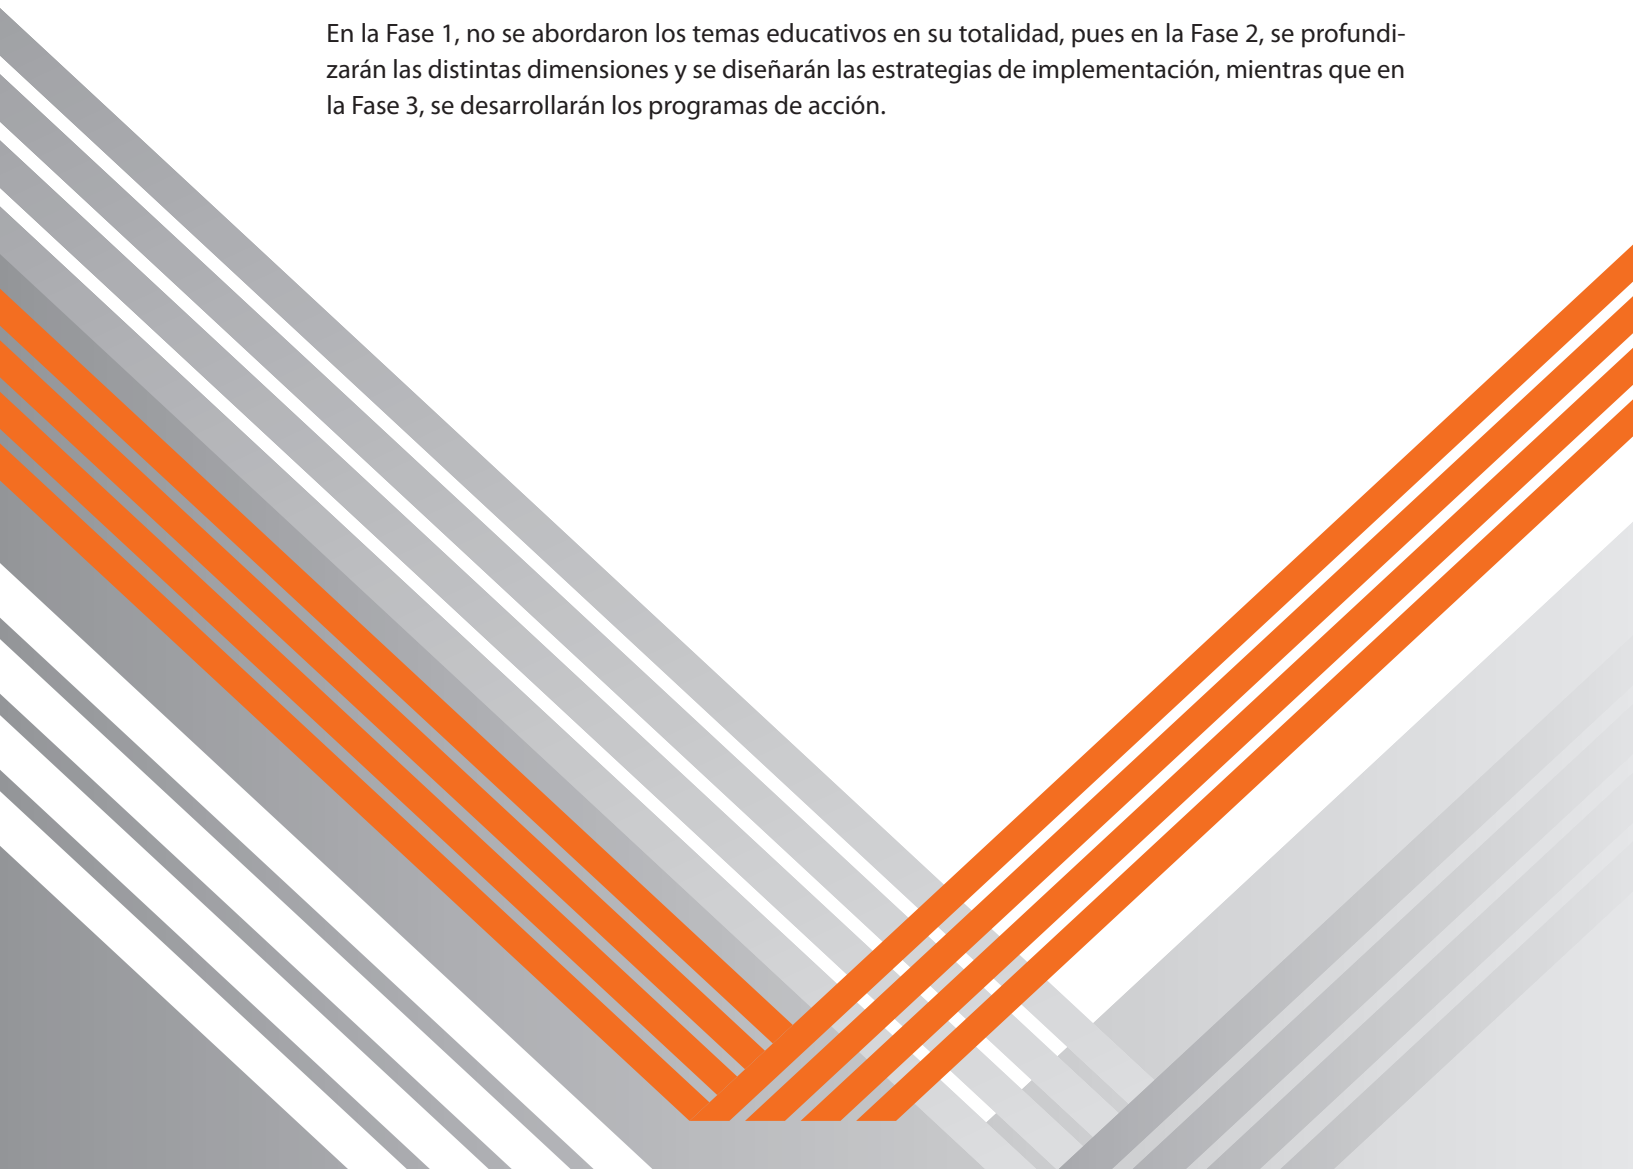 En la Fase 1, no se abordaron los temas educativos en su totalidad, pues en la Fase 2, se profundi-
zarán las distintas dimensiones y se diseñarán las estrategias de implementación, mientras que en
la Fase 3, se desarrollarán los programas de acción.